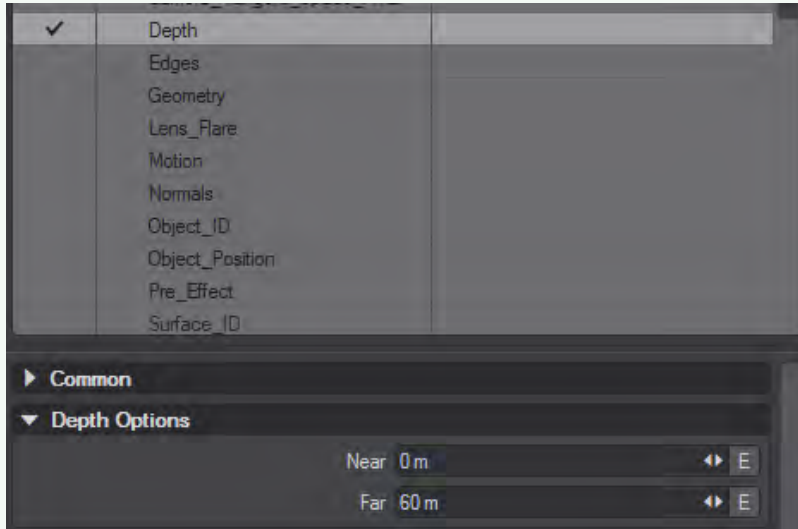 Depth
Edges
Geometry
Lens_Flare
Motion
Normals
Object_ID
Object_Position
Pre_Effect
Surface_ID
Common
Depth Options
Near 0 m E
Far 60 m E